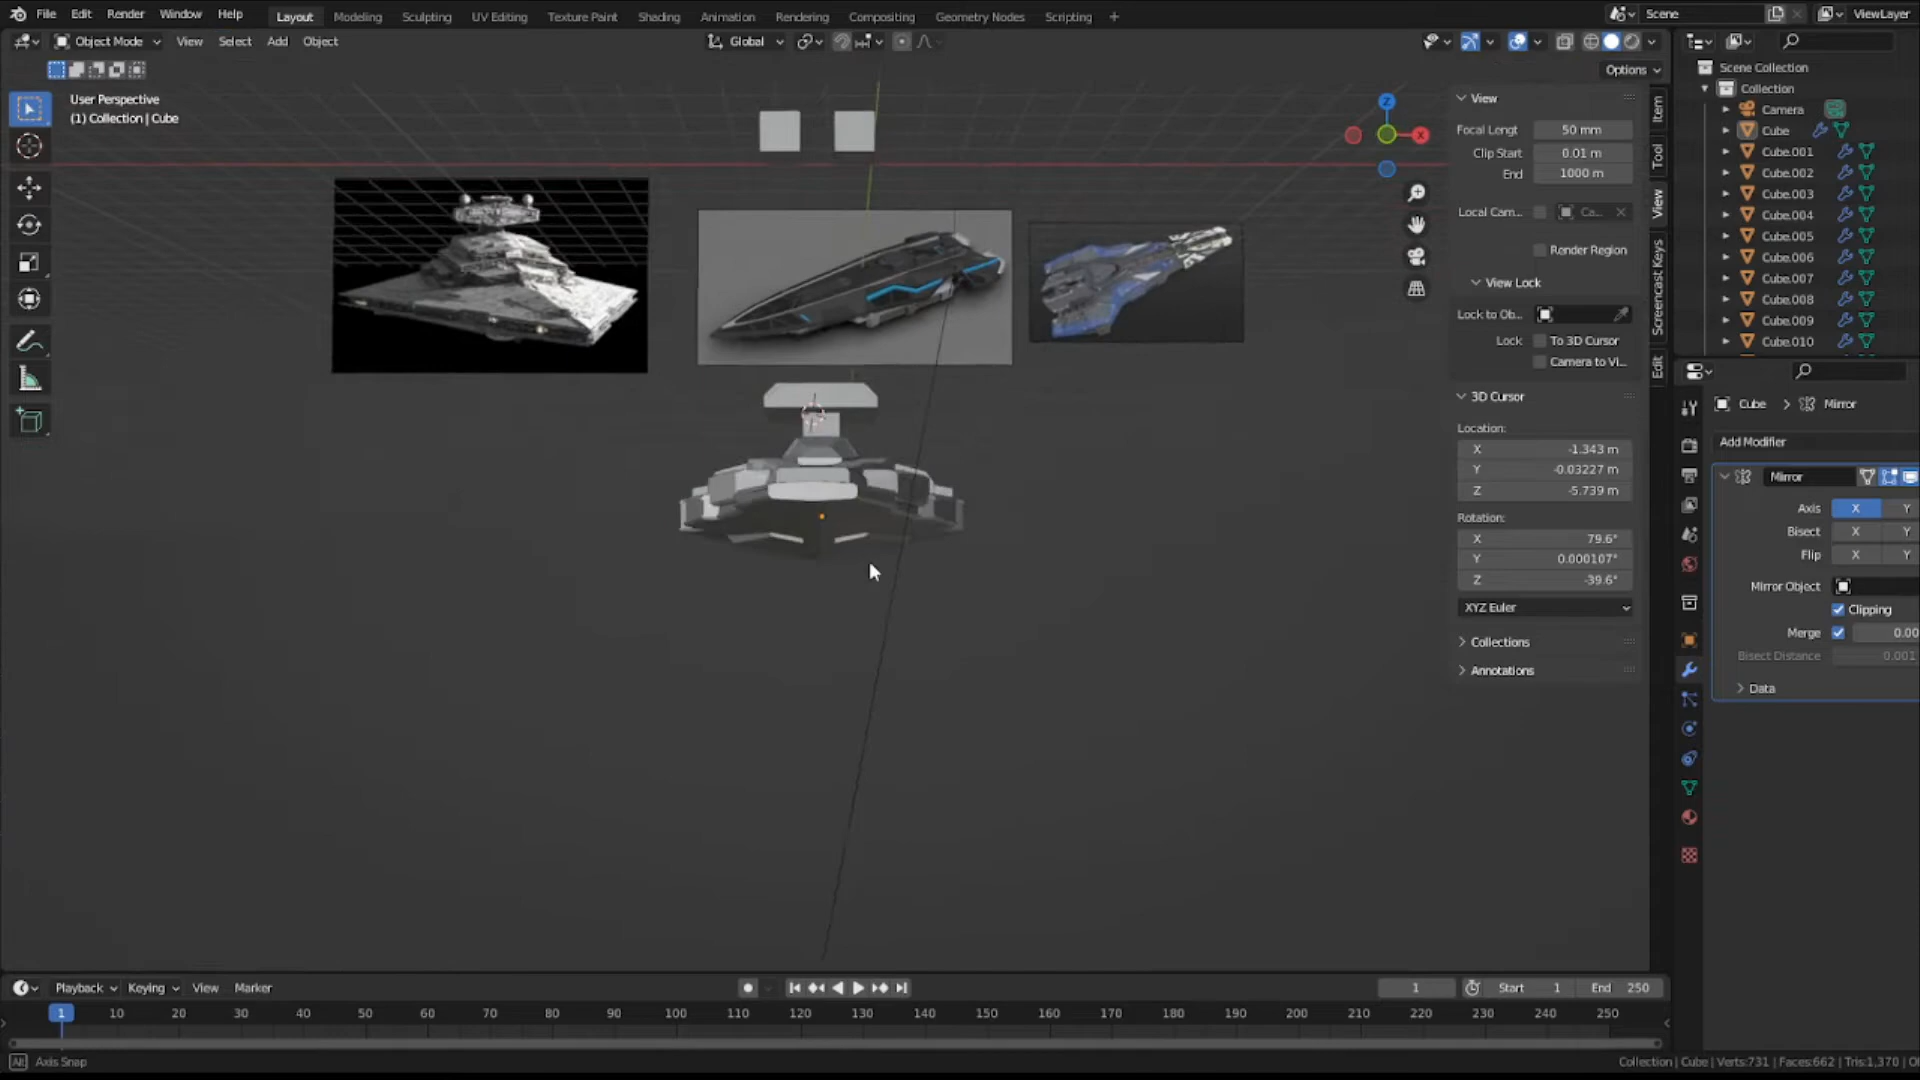 File Edit Render Window Help Layout Modeling Sculpting UV Editing Texture Paint Shading Animation Rendering Compositing Geometry Nodes Scripting + Scene ViewLayer
Object Mode View Select Add Object Global
Options
User Perspective
(1) Collection | Cube
Z
X
View
Focal Lengt 50 mm
Clip Start 0.01 m
End 1000 m
Local Cam... Ca...
Render Region
View Lock
Lock to Ob...
Lock To 3D Cursor
Camera to Vi...
3D Cursor
Location:
X -1.343 m
Y -0.03227 m
Z -5.739 m
Rotation:
X 79.6°
Y 0.000107°
Z -39.6°
XYZ Euler
Collections
Annotations
Item
Tool
View
Screencast Keys
Edit
Scene Collection
Collection
Camera
Cube
Cube.001
Cube.002
Cube.003
Cube.004
Cube.005
Cube.006
Cube.007
Cube.008
Cube.009
Cube.010
Cube > Mirror
Add Modifier
Mirror
Axis X Y
Bisect X Y
Flip X Y
Mirror Object
Clipping
Merge 0.00
Bisect Distance 0.001
Data
Playback Keying View Marker 1 Start 1 End 250
1 10 20 30 40 50 60 70 80 90 100 110 120 130 140 150 160 170 180 190 200 210 220 230 240 250
Alt Axis Snap
Collection | Cube | Verts:731 | Faces:662 | Tris:1,370 | O